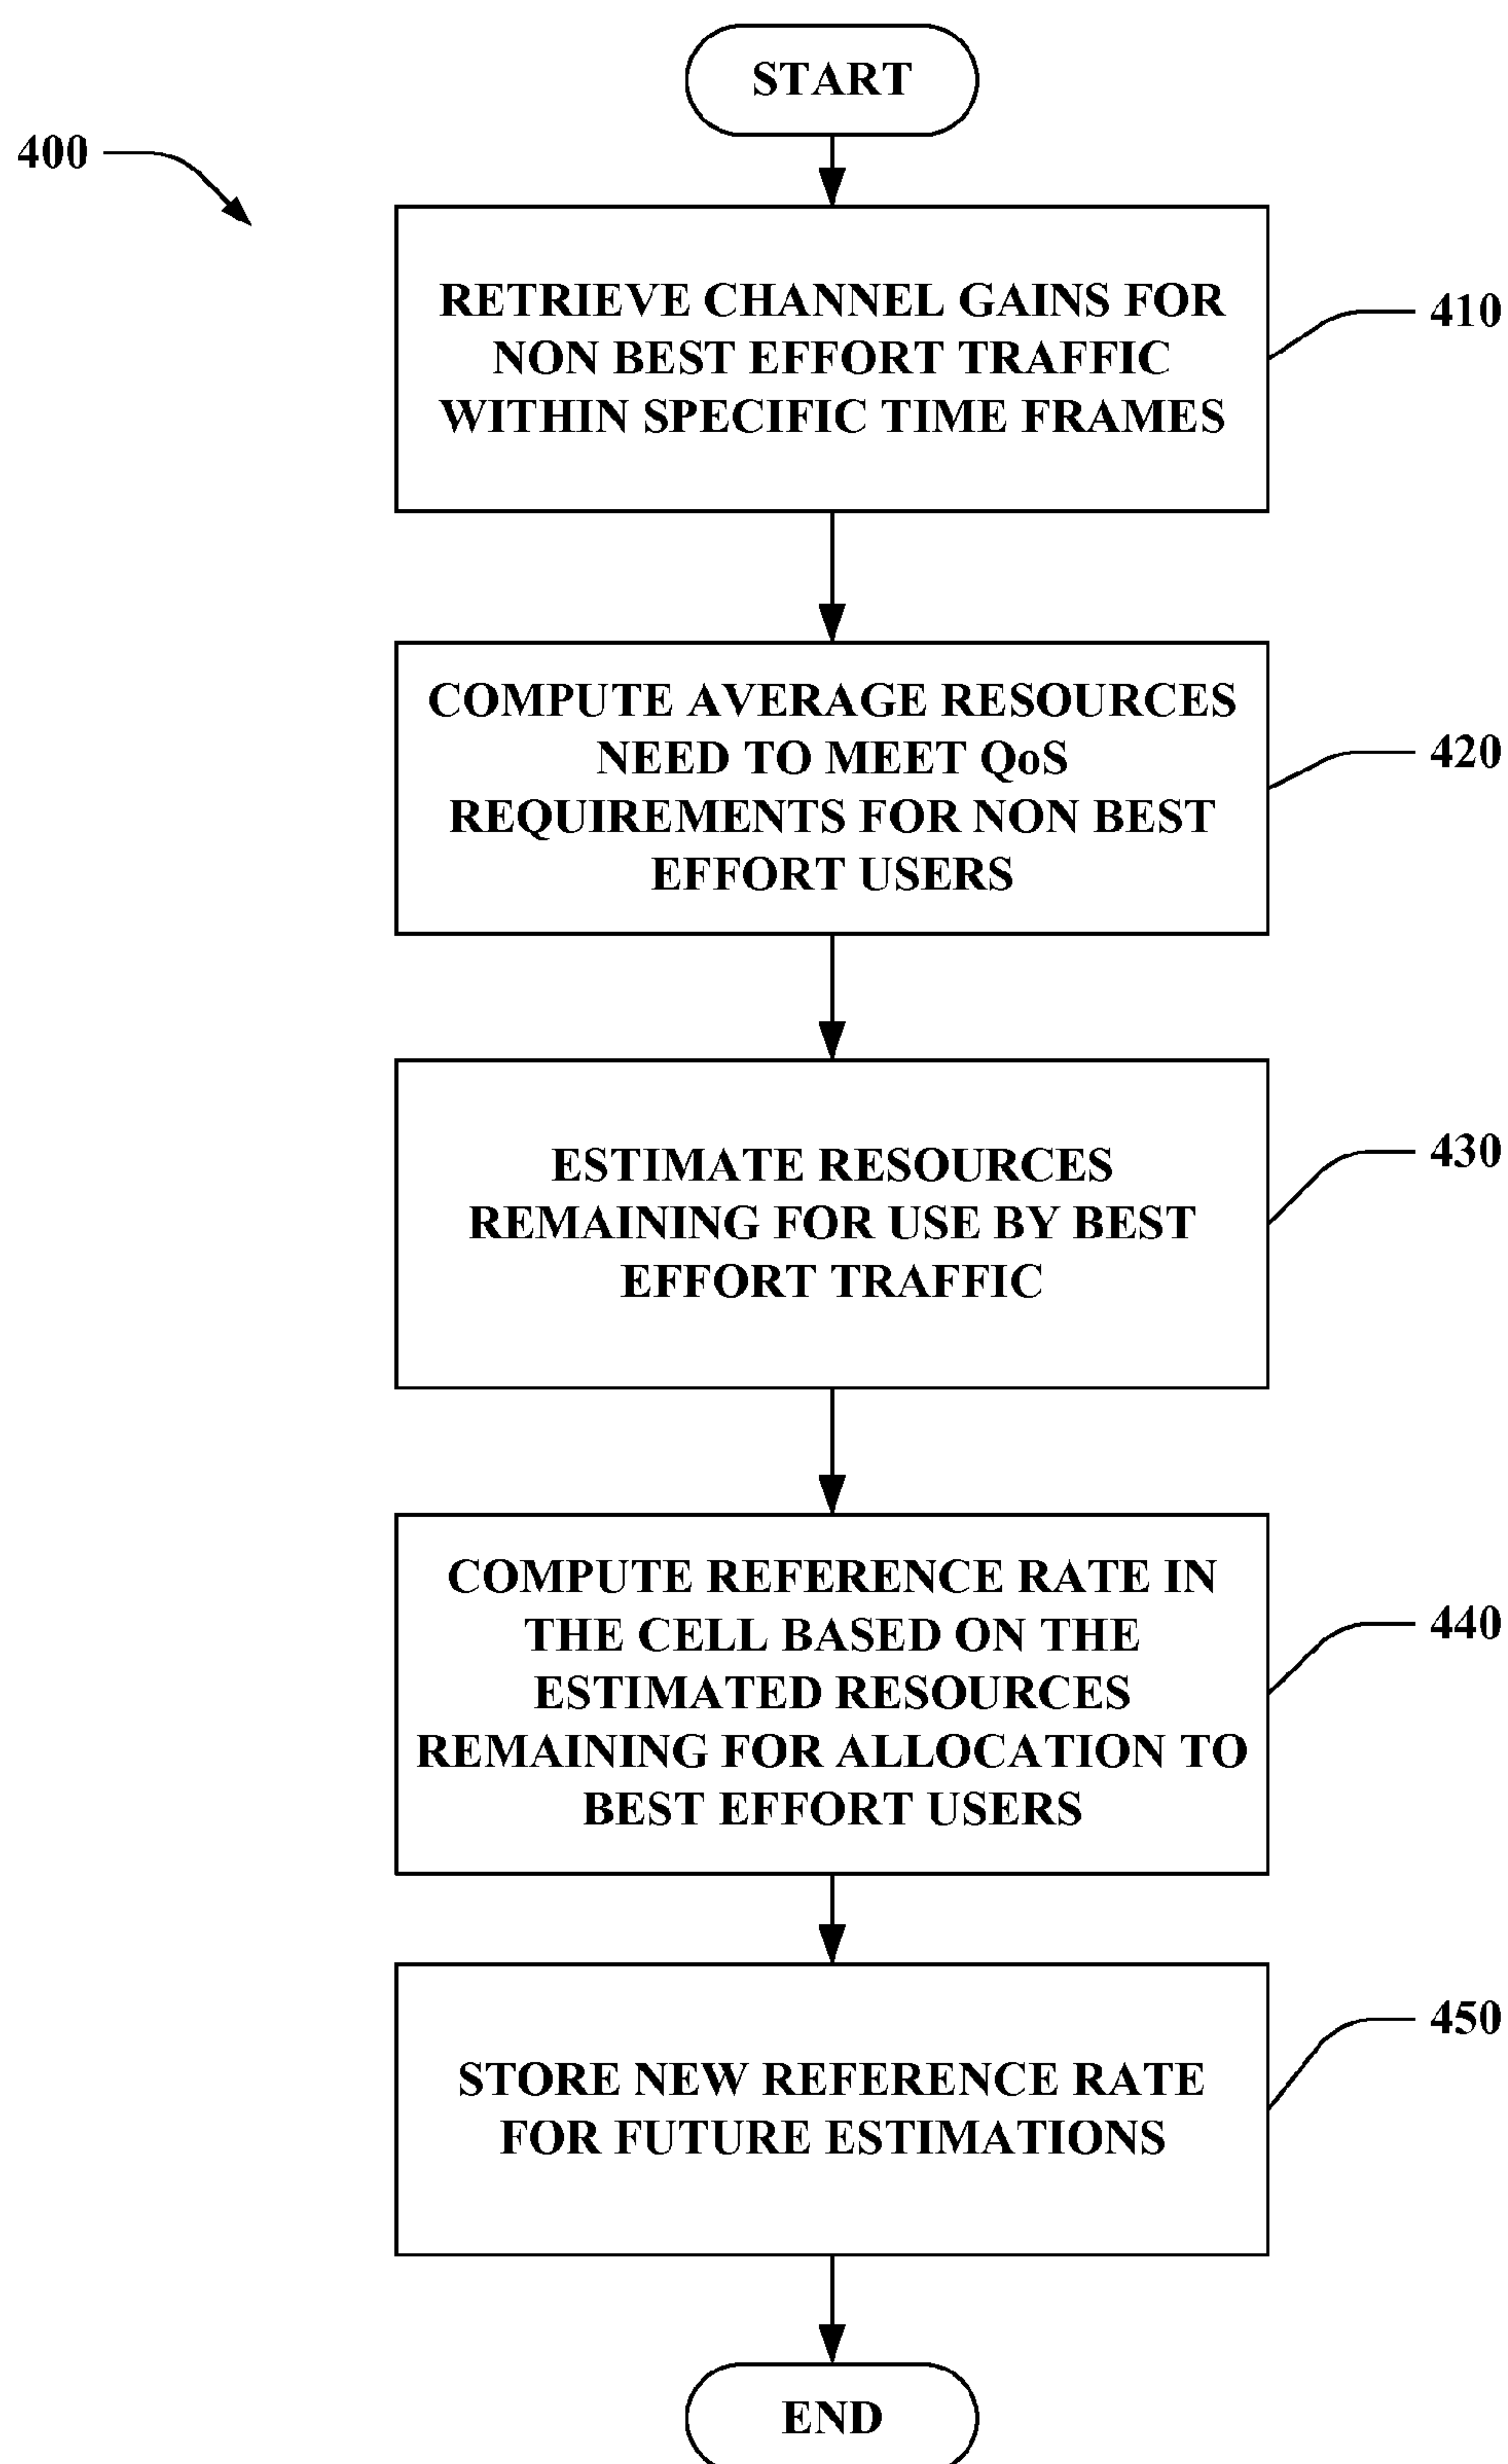 START
400
RETRIEVE CHANNEL GAINS FOR
NON BEST EFFORT TRAFFIC
WITHIN SPECIFIC TIME FRAMES
410
COMPUTE AVERAGE RESOURCES
NEED TO MEET QoS
REQUIREMENTS FOR NON BEST
EFFORT USERS
420
ESTIMATE RESOURCES
REMAINING FOR USE BY BEST
EFFORT TRAFFIC
430
COMPUTE REFERENCE RATE IN
THE CELL BASED ON THE
ESTIMATED RESOURCES
REMAINING FOR ALLOCATION TO
BEST EFFORT USERS
440
STORE NEW REFERENCE RATE
FOR FUTURE ESTIMATIONS
450
END